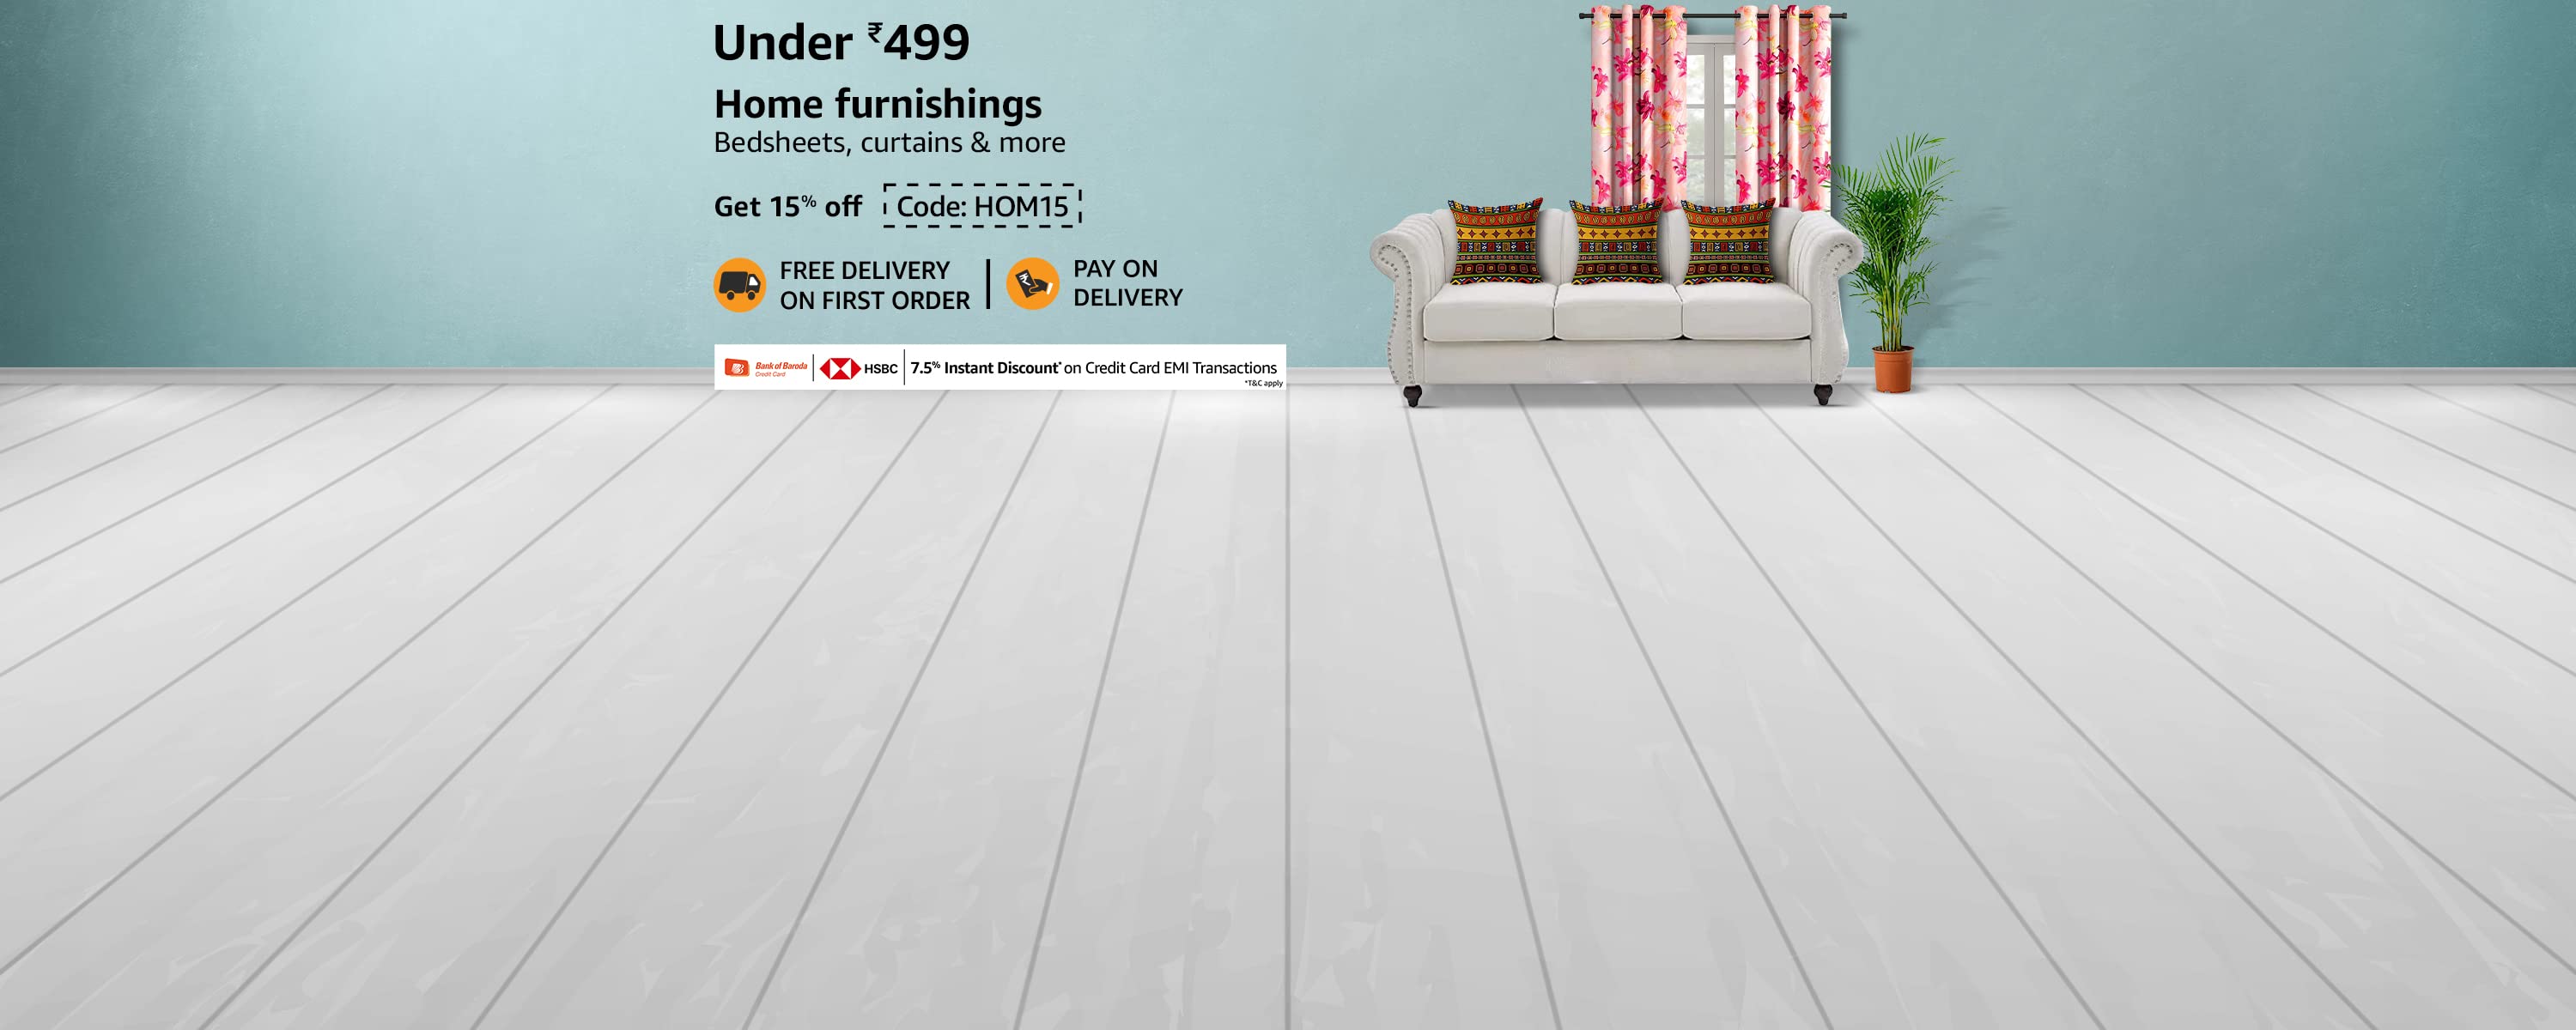 Under ₹499
Home furnishings
Bedsheets, curtains & more
Get 15% off Code: HOM15
FREE DELIVERY
ON FIRST ORDER
PAY ON
DELIVERY
Bank of Baroda
Credit Card
HSBC
7.5% Instant Discount* on Credit Card EMI Transactions
*T&C apply